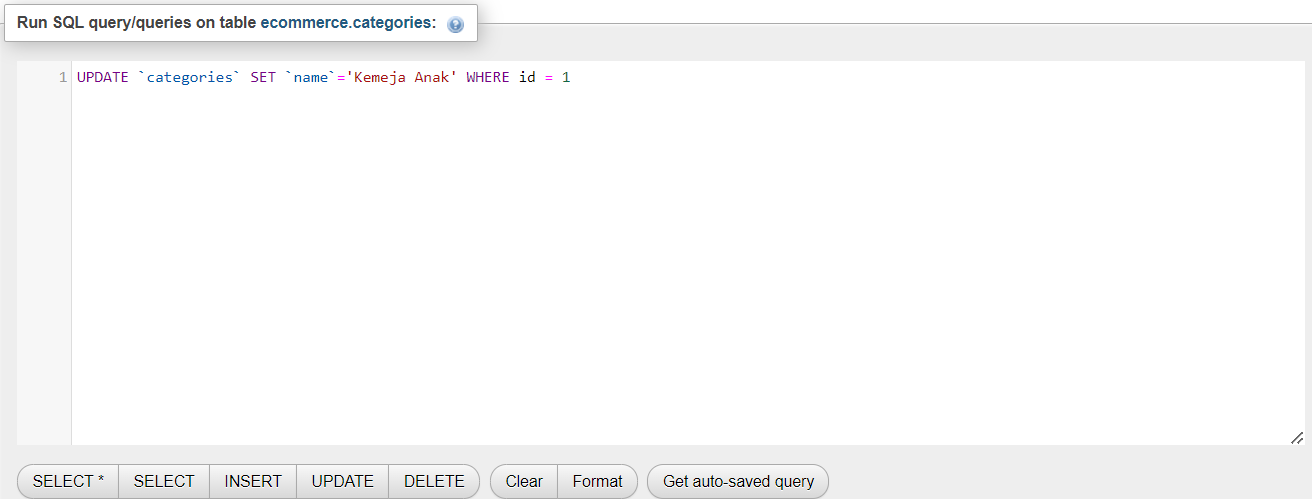 Run SQL query/queries on table ecommerce.categories:
1 UPDATE `categories` SET `name`='Kemeja Anak' WHERE id = 1
SELECT * SELECT INSERT UPDATE DELETE Clear Format Get auto-saved query